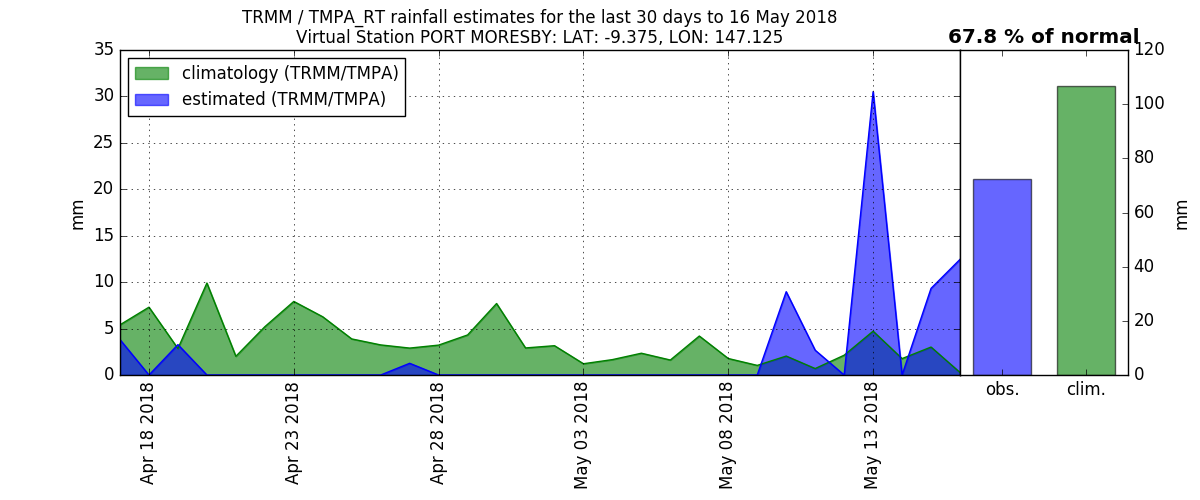 TRMM / TMPA_RT rainfall estimates for the last 30 days to 16 May 2018
Virtual Station PORT MORESBY: LAT: -9.375, LON: 147.125
67.8 % of normal
climatology (TRMM/TMPA)
estimated (TRMM/TMPA)
35
30
25
20
15
10
5
0
mm
Apr 18 2018
Apr 23 2018
Apr 28 2018
May 03 2018
May 08 2018
May 13 2018
120
100
80
60
40
20
0
mm
obs.
clim.